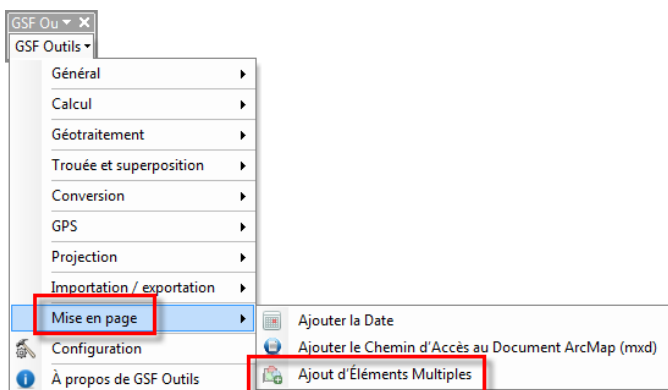 GSF Ou
GSF Outils
Général
Calcul
Géotraitement
Trouée et superposition
Conversion
GPS
Projection
Importation / exportation
Mise en page
Ajouter la Date
Configuration
Ajouter le Chemin d'Accès au Document ArcMap (mxd)
À propos de GSF Outils
Ajout d'Éléments Multiples